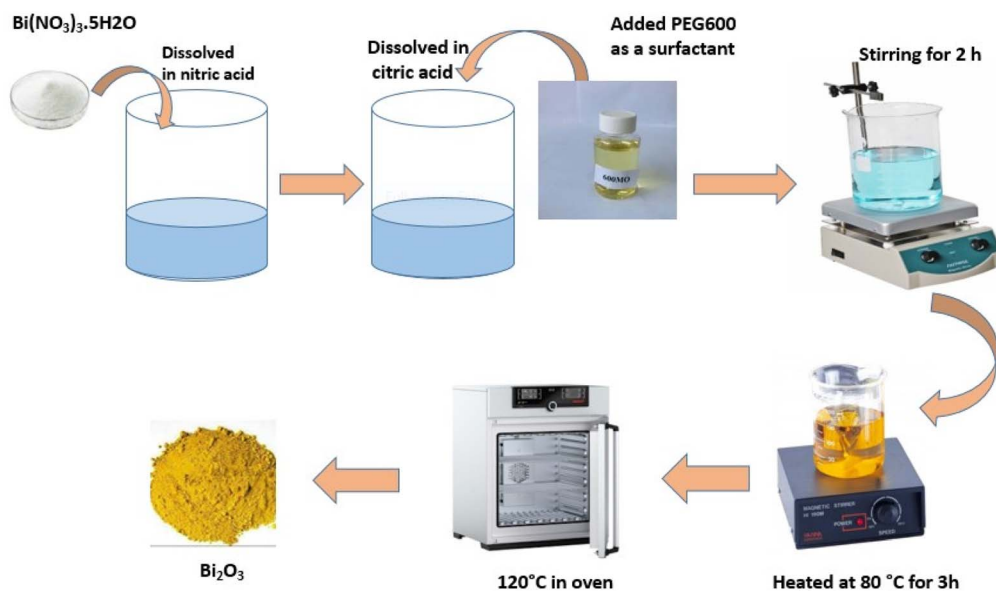 Bi(NO₃)₃.5H2O
Dissolved
in nitric acid
Dissolved in
citric acid
Added PEG600
as a surfactant
600MO
Stirring for 2 h
Bi₂O₃
120°C in oven
MAGNETIC STIRRER
POWER
SPEED
Heated at 80 °C for 3h